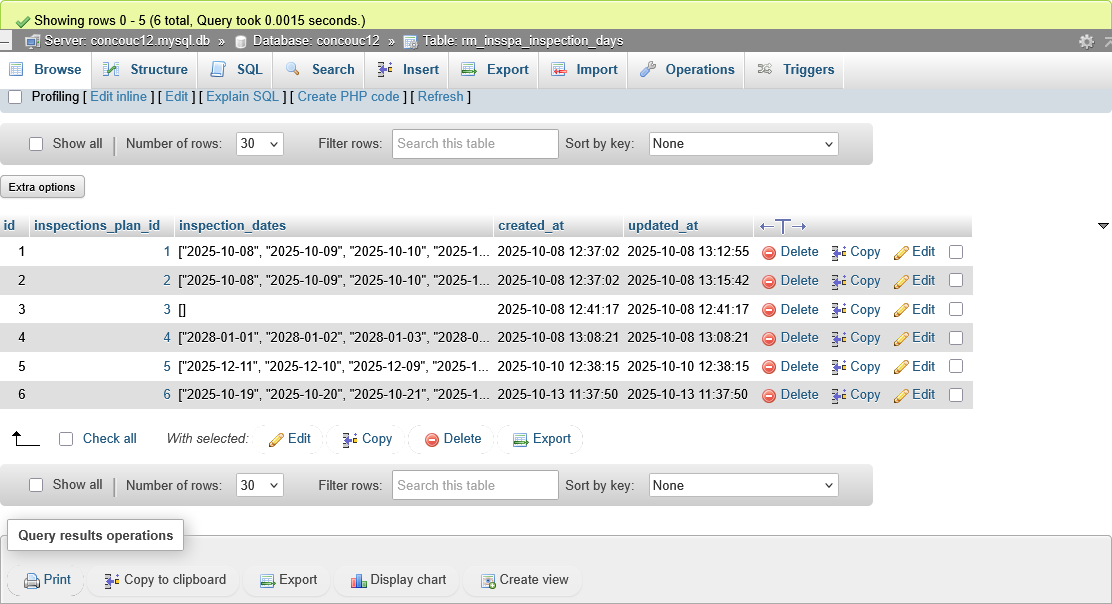 Showing rows 0 - 5 (6 total, Query took 0.0015 seconds.)
Server: concouc12.mysql.db » Database: concouc12 » Table: rm_insspa_inspection_days
Browse Structure SQL Search Insert Export Import Operations Triggers
Profiling [ Edit inline ] [ Edit ] [ Explain SQL ] [ Create PHP code ] [ Refresh ]
Show all Number of rows: 30 Filter rows: Search this table Sort by key: None
Extra options
id inspections_plan_id inspection_dates created_at updated_at
1 1 ["2025-10-08", "2025-10-09", "2025-10-10", "2025-1... 2025-10-08 12:37:02 2025-10-08 13:12:55 Delete Copy Edit
2 2 ["2025-10-08", "2025-10-09", "2025-10-10", "2025-1... 2025-10-08 12:37:02 2025-10-08 13:15:42 Delete Copy Edit
3 3 [] 2025-10-08 12:41:17 2025-10-08 12:41:17 Delete Copy Edit
4 4 ["2028-01-01", "2028-01-02", "2028-01-03", "2028-0... 2025-10-08 13:08:21 2025-10-08 13:08:21 Delete Copy Edit
5 5 ["2025-12-11", "2025-12-10", "2025-12-09", "2025-1... 2025-10-10 12:38:15 2025-10-10 12:38:15 Delete Copy Edit
6 6 ["2025-10-19", "2025-10-20", "2025-10-21", "2025-1... 2025-10-13 11:37:50 2025-10-13 11:37:50 Delete Copy Edit
Check all With selected: Edit Copy Delete Export
Show all Number of rows: 30 Filter rows: Search this table Sort by key: None
Query results operations
Print Copy to clipboard Export Display chart Create view